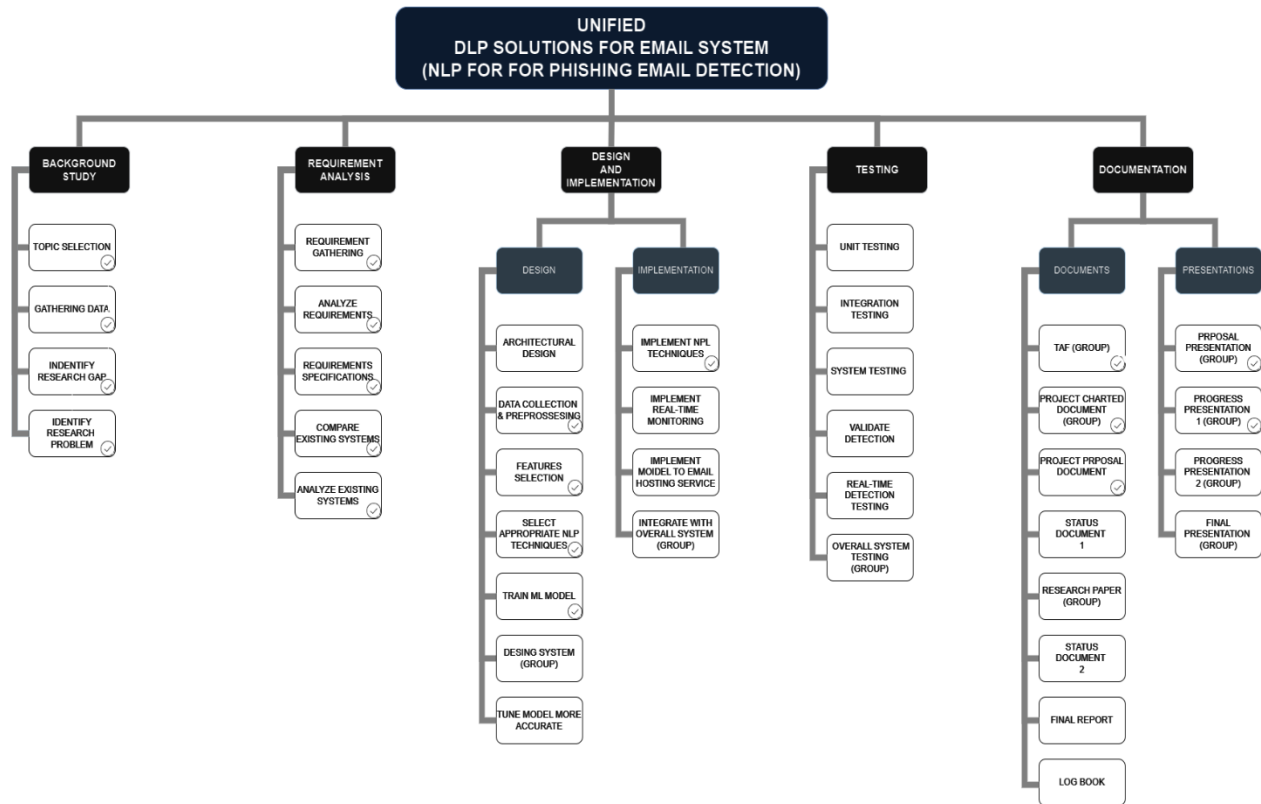 UNIFIED
DLP SOLUTIONS FOR EMAIL SYSTEM
(NLP FOR FOR PHISHING EMAIL DETECTION)
BACKGROUND
STUDY
TOPIC SELECTION
GATHERING DATA
INDENTIFY
RESEARCH GAP
IDENTIFY
RESEARCH
PROBLEM
REQUIREMENT
ANALYSIS
REQUIREMENT
GATHERING
ANALYZE
REQUIREMENTS
REQUIREMENTS
SPECIFICATIONS
COMPARE
EXISTING SYSTEMS
ANALYZE EXISTING
SYSTEMS
DESIGN
AND
IMPLEMENTATION
DESIGN
ARCHITECTURAL
DESIGN
DATA COLLECTION
& PREPROSSESING
FEATURES
SELECTION
SELECT
APPROPRIATE NLP
TECHNIQUES
TRAIN ML MODEL
DESING SYSTEM
(GROUP)
TUNE MODEL MORE
ACCURATE
IMPLEMENTATION
IMPLEMENT NPL
TECHNIQUES
IMPLEMENT
REAL-TIME
MONITORING
IMPLEMENT
MOIDEL TO EMAIL
HOSTING SERVICE
INTEGRATE WITH
OVERALL SYSTEM
(GROUP)
TESTING
UNIT TESTING
INTEGRATION
TESTING
SYSTEM TESTING
VALIDATE
DETECTION
REAL-TIME
DETECTION
TESTING
OVERALL SYSTEM
TESTING
(GROUP)
DOCUMENTATION
DOCUMENTS
TAF (GROUP)
PROJECT CHARTED
DOCUMENT
(GROUP)
PROJECT PRPOSAL
DOCUMENT
STATUS
DOCUMENT
1
RESEARCH PAPER
(GROUP)
STATUS
DOCUMENT
2
FINAL REPORT
LOG BOOK
PRESENTATIONS
PRPOSAL
PRESENTATION
(GROUP)
PROGRESS
PRESENTATION
1 (GROUP)
PROGRESS
PRESENTATION
2 (GROUP)
FINAL
PRESENTATION
(GROUP)